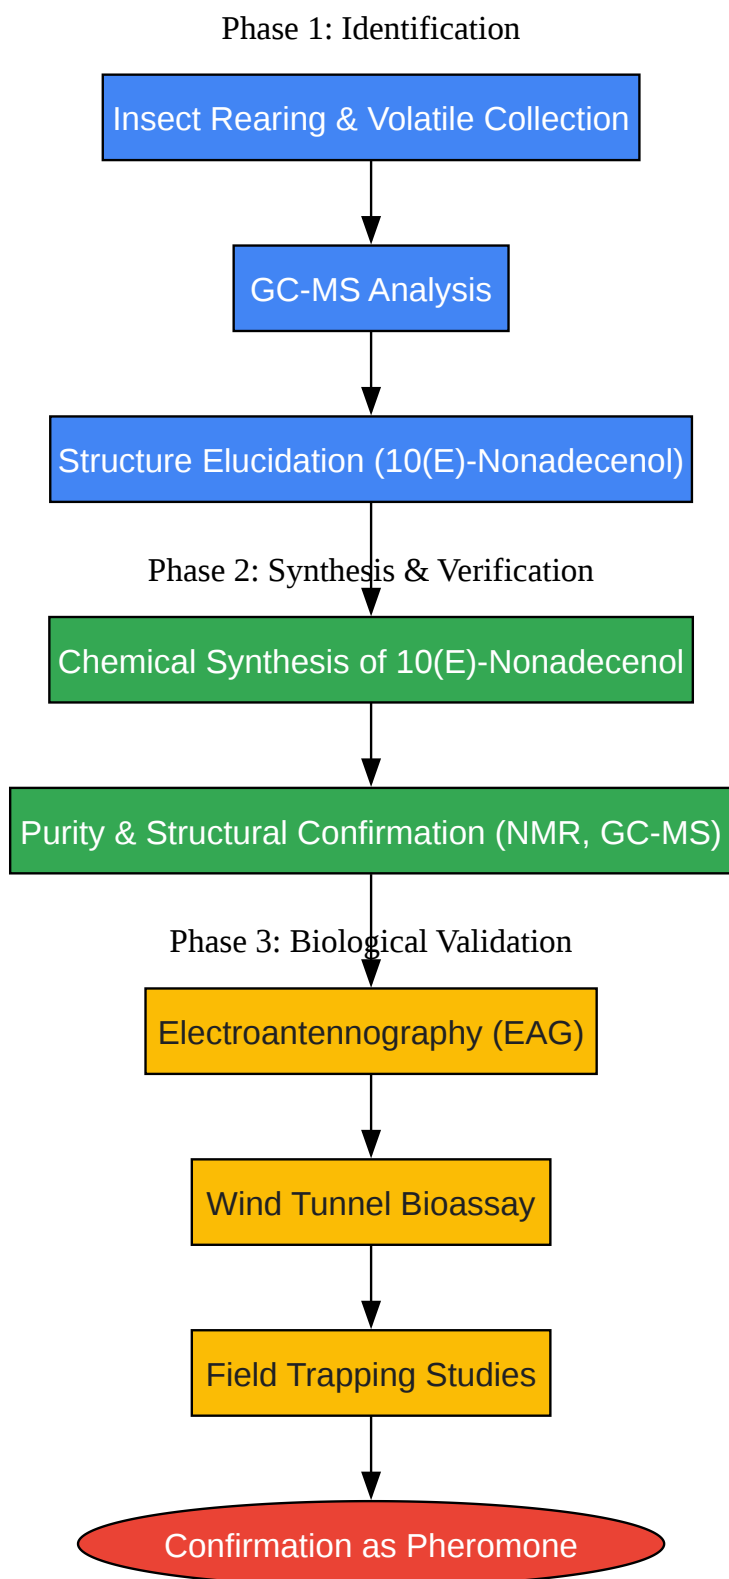 Phase 1: Identification
Insect Rearing & Volatile Collection
GC-MS Analysis
Structure Elucidation (10(E)-Nonadecenol)
Phase 2: Synthesis & Verification
Chemical Synthesis of 10(E)-Nonadecenol
Purity & Structural Confirmation (NMR, GC-MS)
Phase 3: Biological Validation
Electroantennography (EAG)
Wind Tunnel Bioassay
Field Trapping Studies
Confirmation as Pheromone